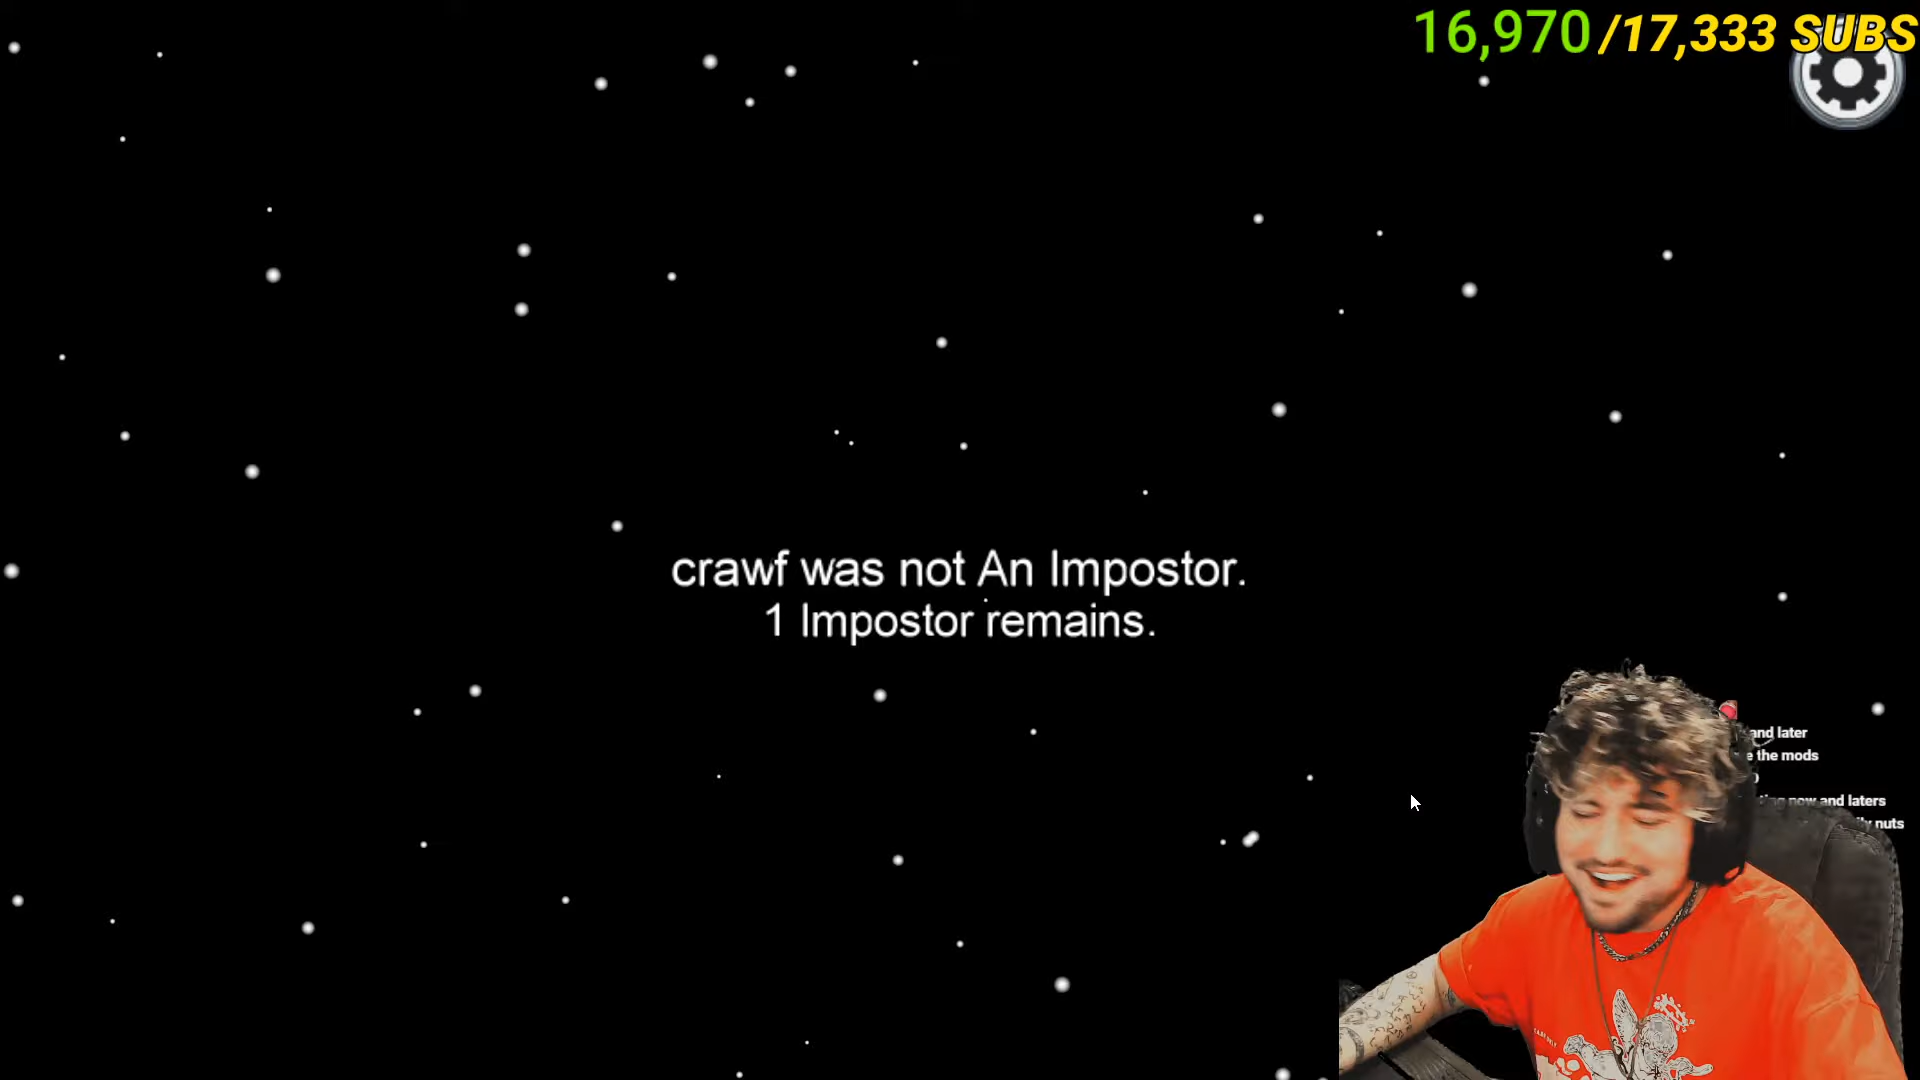 16,970 /17,333 SUBS
crawf was not An Impostor.
1 Impostor remains.
and later
the mods
now and laters
nuts